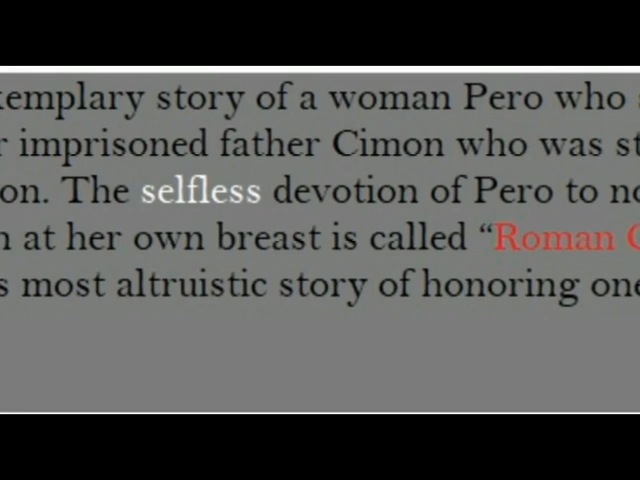 xemplary story of a woman Pero who
r imprisoned father Cimon who was st
on. The selfless devotion of Pero to no
n at her own breast is called “Roman C
s most altruistic story of honoring one